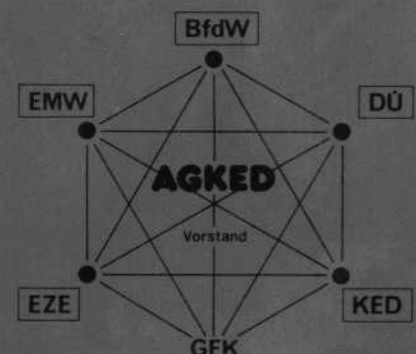 BfdW
EMW
DÜ
AGKED
Vorstand
EZE
KED
GFK